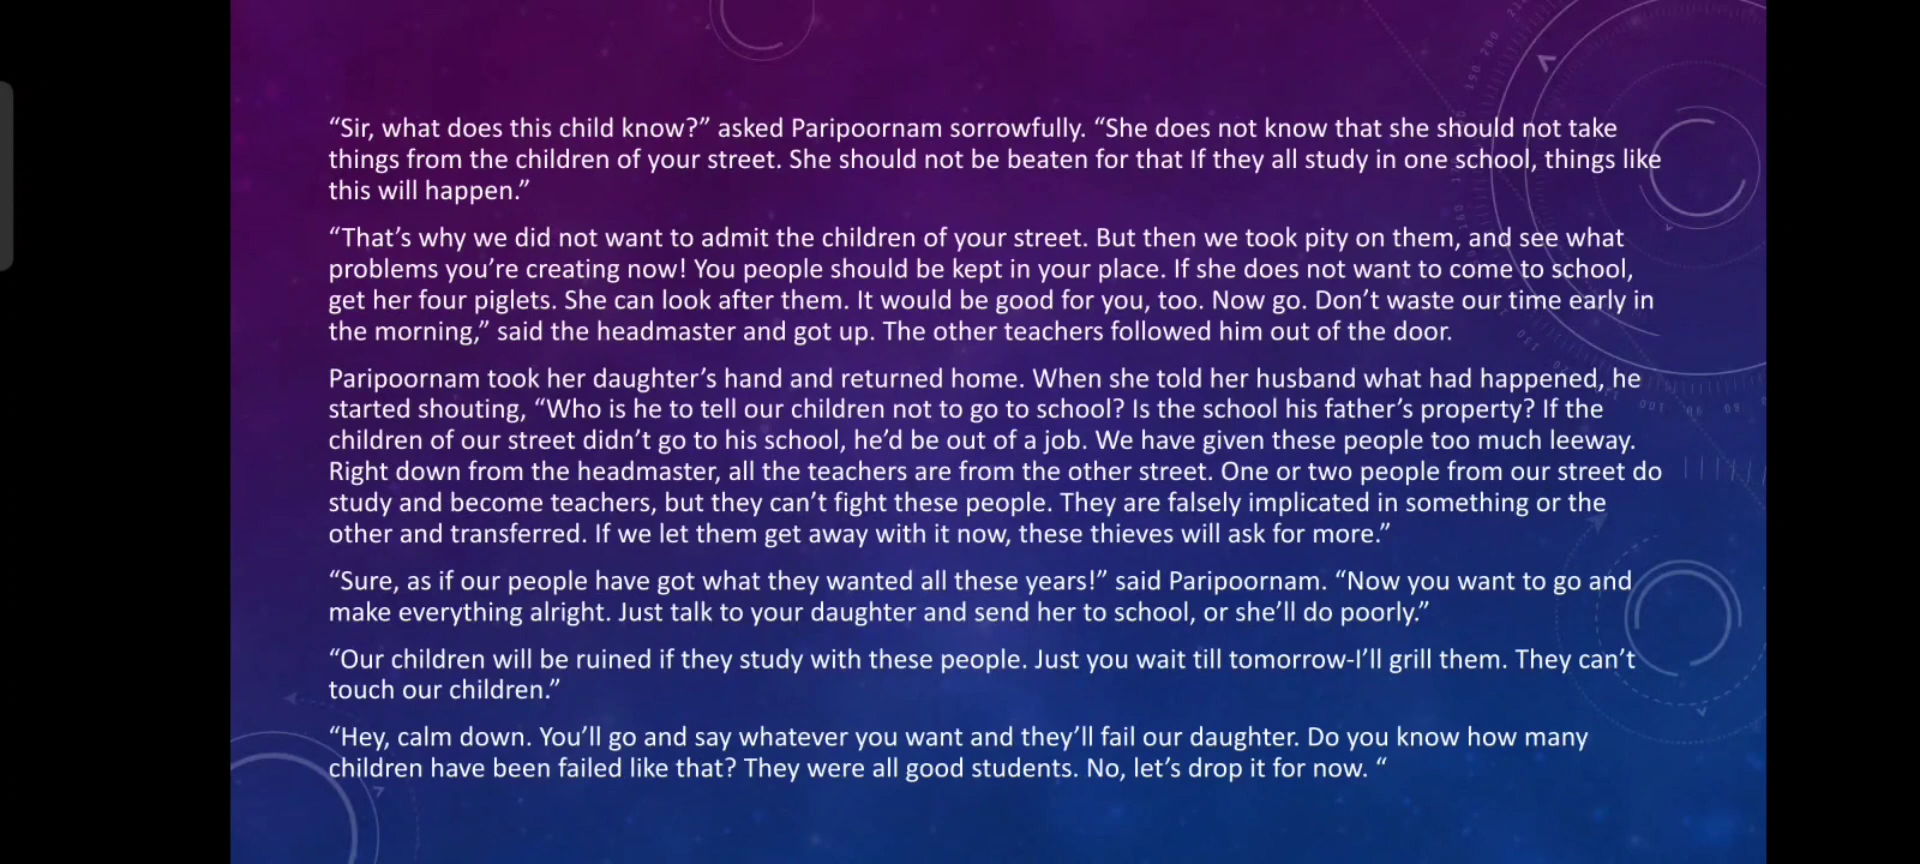 “Sir, what does this child know?” asked Paripoornam sorrowfully. “She does not know that she should not take
things from the children of your street. She should not be beaten for that If they all study in one school, things like
this will happen.”
“That’s why we did not want to admit the children of your street. But then we took pity on them, and see what
problems you’re creating now! You people should be kept in your place. If she does not want to come to school,
get her four piglets. She can look after them. It would be good for you, too. Now go. Don’t waste our time early in
the morning,” said the headmaster and got up. The other teachers followed him out of the door.
Paripoornam took her daughter’s hand and returned home. When she told her husband what had happened, he
started shouting, “Who is he to tell our children not to go to school? Is the school his father’s property? If the
children of our street didn’t go to his school, he’d be out of a job. We have given these people too much leeway.
Right down from the headmaster, all the teachers are from the other street. One or two people from our street do
study and become teachers, but they can’t fight these people. They are falsely implicated in something or the
other and transferred. If we let them get away with it now, these thieves will ask for more.”
“Sure, as if our people have got what they wanted all these years!” said Paripoornam. “Now you want to go and
make everything alright. Just talk to your daughter and send her to school, or she’ll do poorly.”
“Our children will be ruined if they study with these people. Just you wait till tomorrow-I’ll grill them. They can’t
touch our children.”
“Hey, calm down. You’ll go and say whatever you want and they’ll fail our daughter. Do you know how many
children have been failed like that? They were all good students. No, let’s drop it for now. “